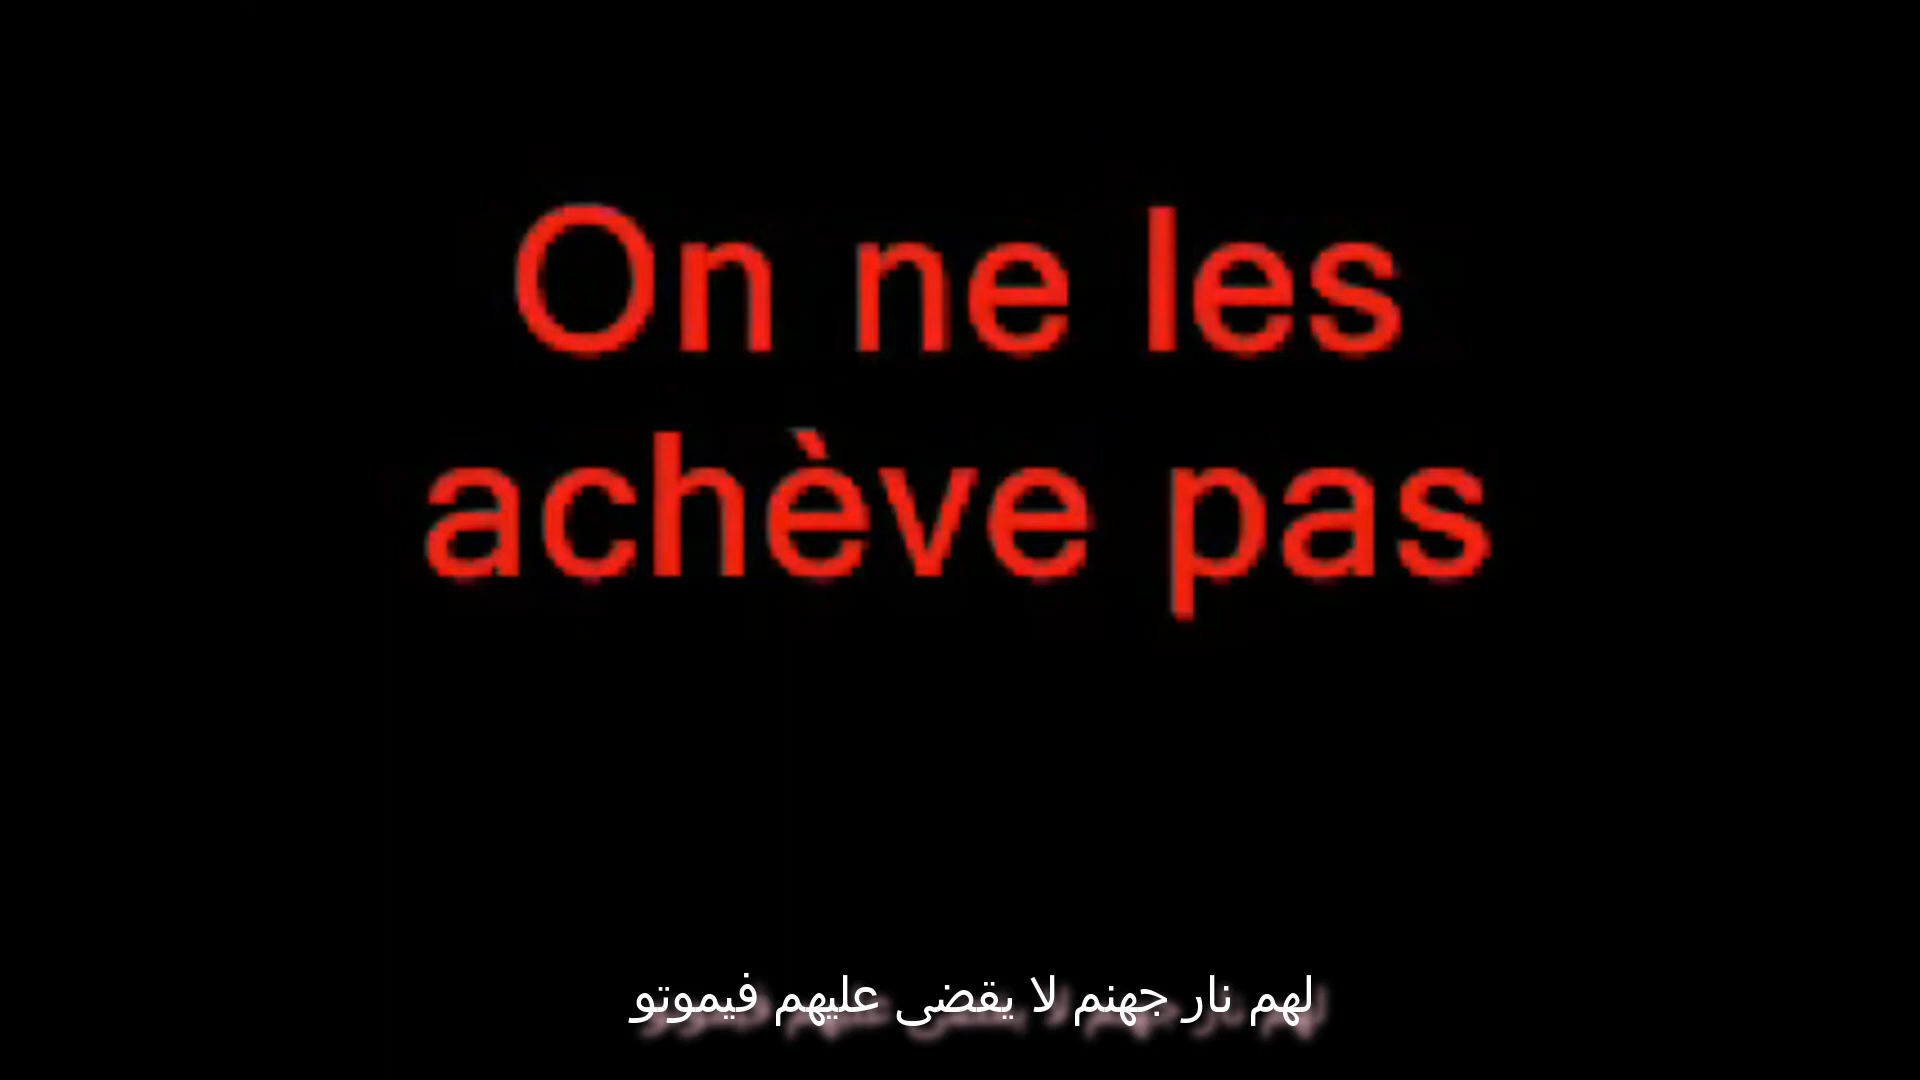 On ne les
achève pas
لهم نار جهنم لا يقضى عليهم فيموتو